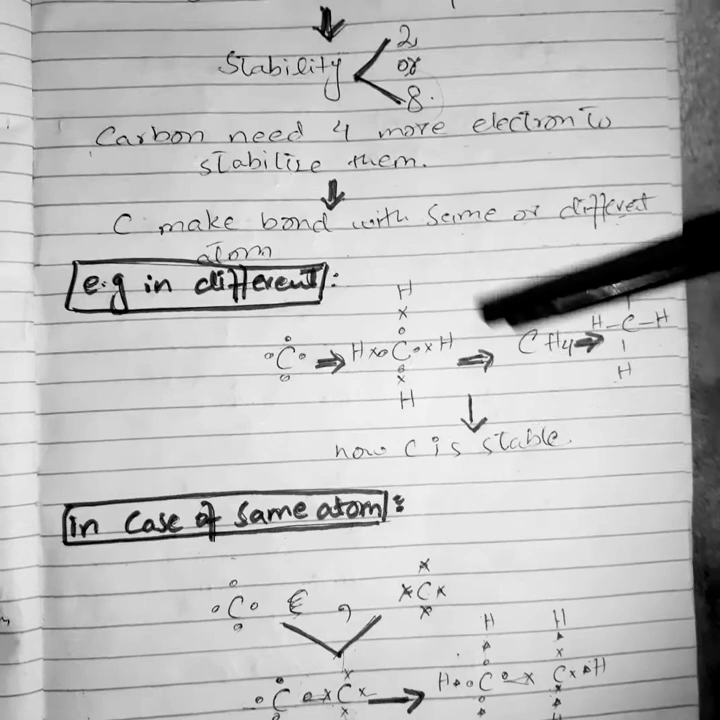 Stability
2
or
8.
Carbon need 4 more electron to
stabilize them.
C make bond with same or different
atom
e.g in different:
H
C H C H CH4 H-C-H
H H
now C is stable.
in case of same atom:
C , C
H H
C C H C C H